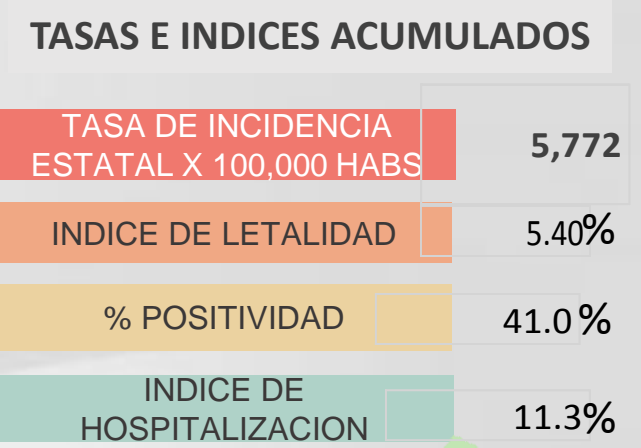 TASAS E INDICES ACUMULADOS
TASA DE INCIDENCIA
ESTATAL X 100,000 HABS
5,772
INDICE DE LETALIDAD
5.40%
% POSITIVIDAD
41.0 %
INDICE DE
HOSPITALIZACION
11.3%